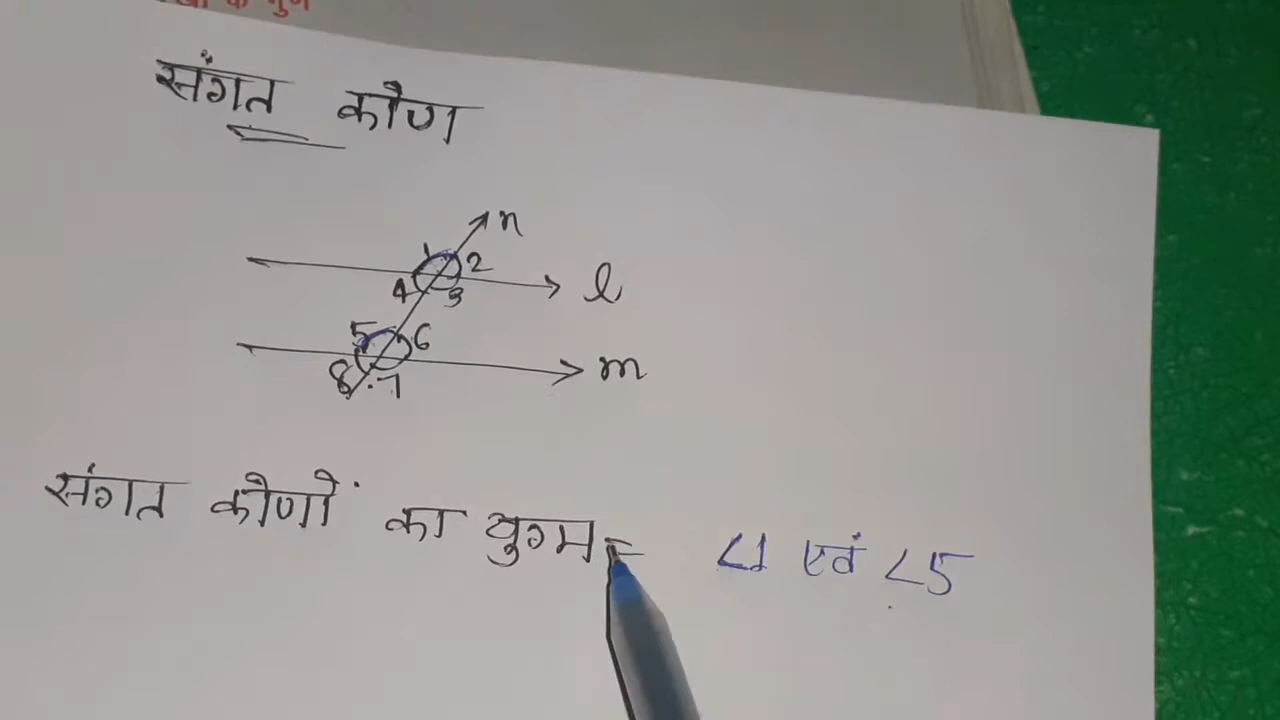 संगत कोण
n
1 2
4 3
l
5 6
8 7
m
संगत कोणों का युग्म = ∠1 एवं ∠5